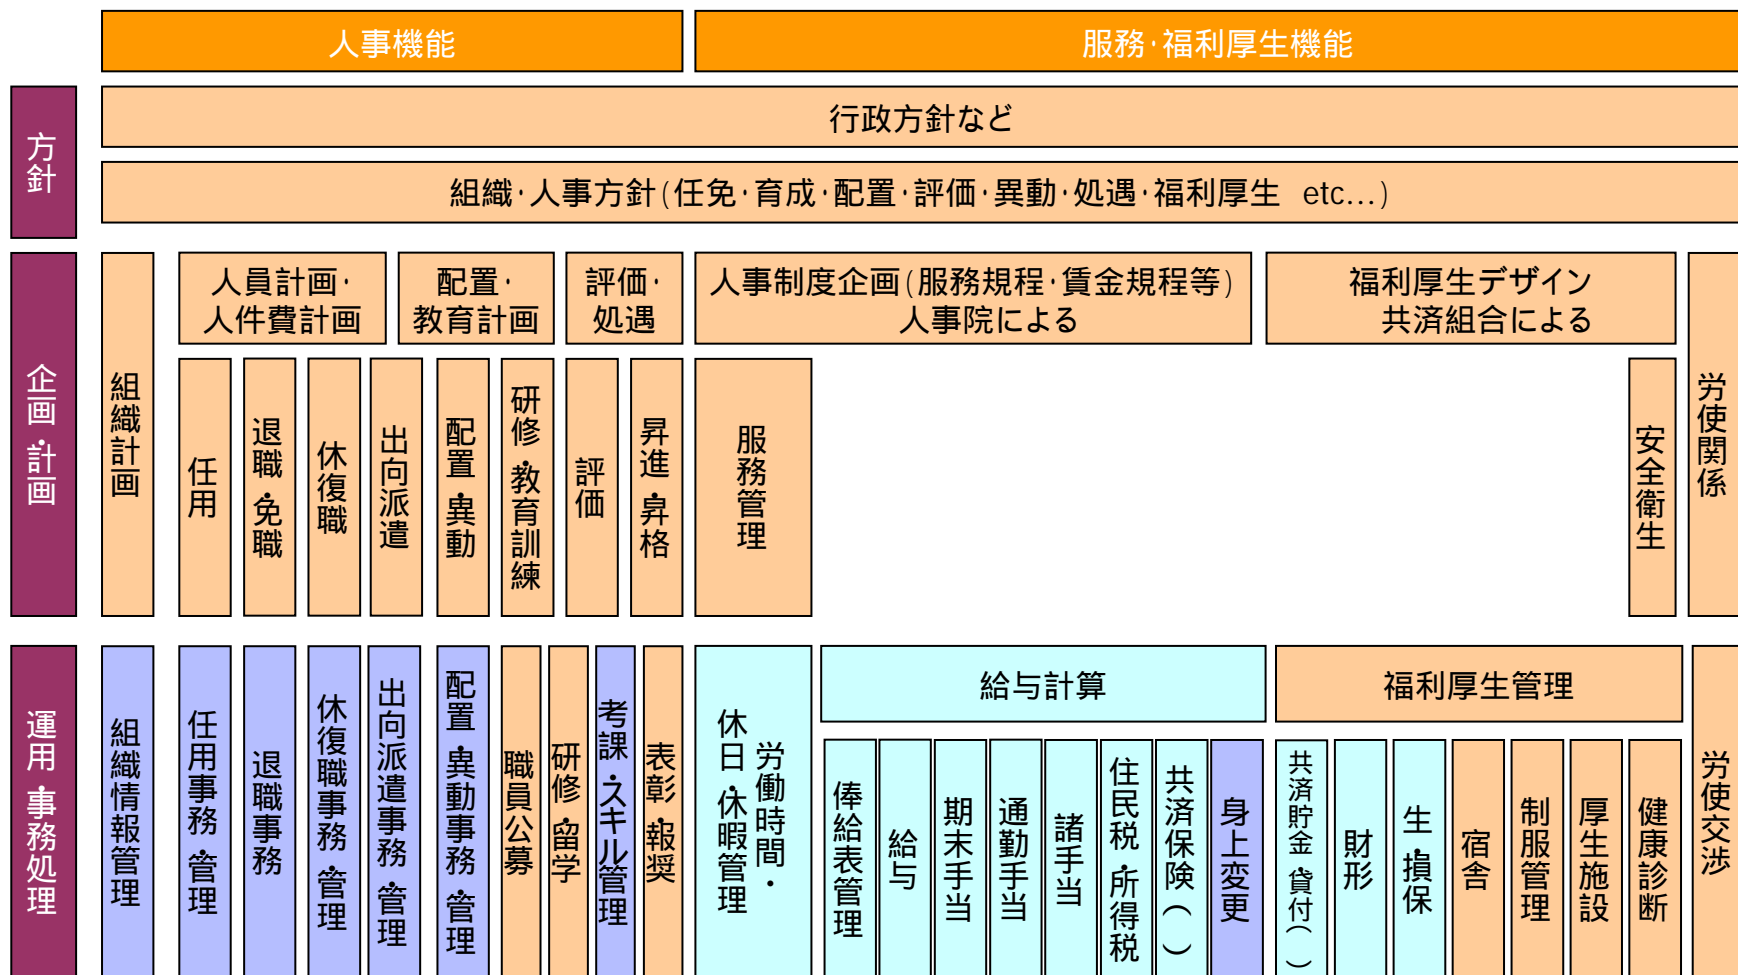 人事機能
服務・福利厚生機能
方針
行政方針など
組織・人事方針(任免・育成・配置・評価・異動・処遇・福利厚生 etc...)
企画・計画
組織計画
人員計画・
人件費計画
配置・
教育計画
評価・
処遇
人事制度企画(服務規程・賃金規程等)
人事院による
福利厚生デザイン
共済組合による
労使関係
任用
退職・免職
休復職
出向派遣
配置・異動
研修・教育訓練
評価
昇進・昇格
服務管理
安全衛生
運用・事務処理
組織情報管理
任用事務・管理
退職事務
休復職事務・管理
出向派遣事務・管理
配置・異動事務・管理
職員公募
研修・留学
考課・スキル管理
表彰・報奨
労働時間・
休日・休暇管理
給与計算
俸給表管理
給与
期末手当
通勤手当
諸手当
住民税・所得税
共済保険( )
身上変更
福利厚生管理
共済貯金・貸付( )
財形
生・損保
宿舎
制服管理
厚生施設
健康診断
労使交渉